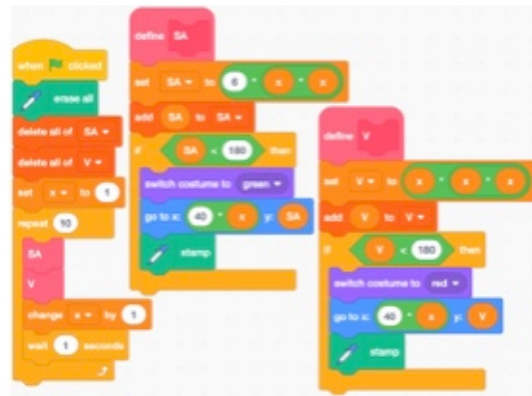 when clicked
erase all
delete all of SA
delete all of V
set x to 1
repeat 10
SA
V
change x by 1
wait 1 seconds
define SA
set SA to 6 * x * x
add SA to SA
if SA < 180 then
switch costume to green
go to x: 40 * x y: SA
stamp
define V
set V to x * x * x
add V to V
if V < 180 then
switch costume to red
go to x: 40 * x y: V
stamp